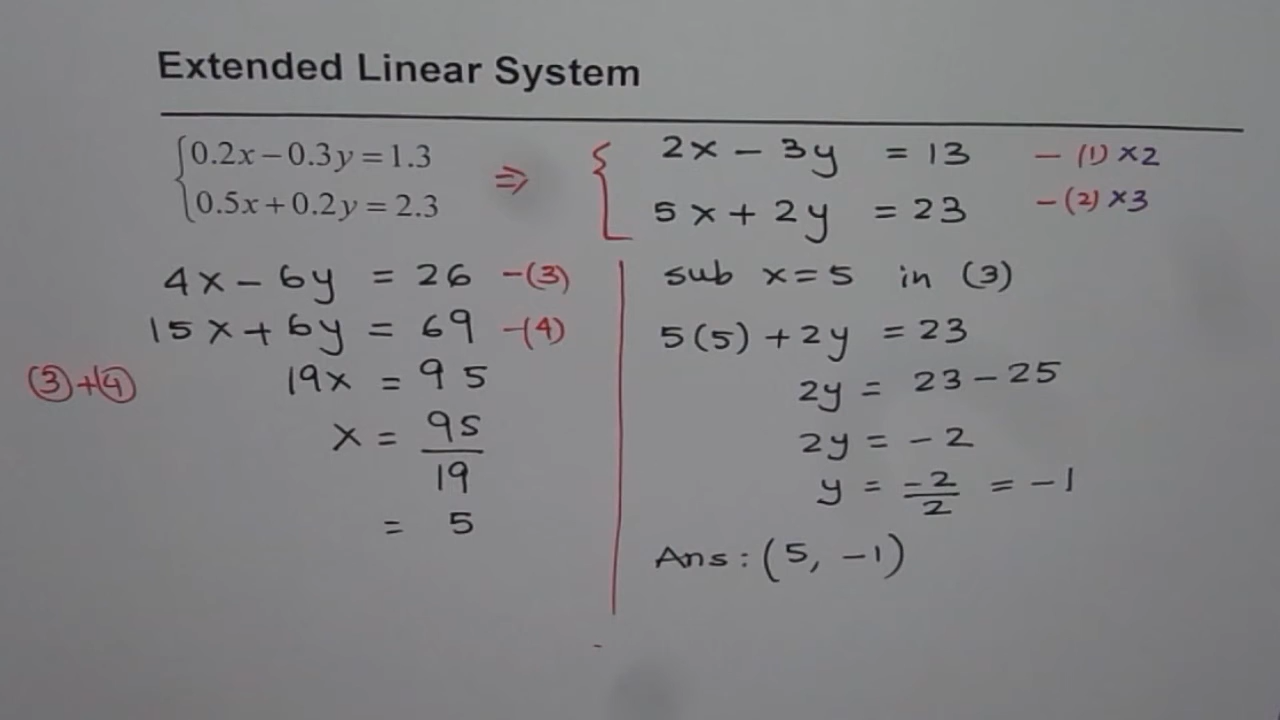 Extended Linear System
0.2x − 0.3y = 1.3
0.5x + 0.2y = 2.3
⇒
2x − 3y = 13 − (1) ×2
5x + 2y = 23 − (2) ×3
4x − 6y = 26 −(3)
15x + 6y = 69 −(4)
③+④ 19x = 95
x = 95/19
= 5
sub x = 5 in (3)
5(5) + 2y = 23
2y = 23 − 25
2y = −2
y = −2/2 = −1
Ans: (5, −1)